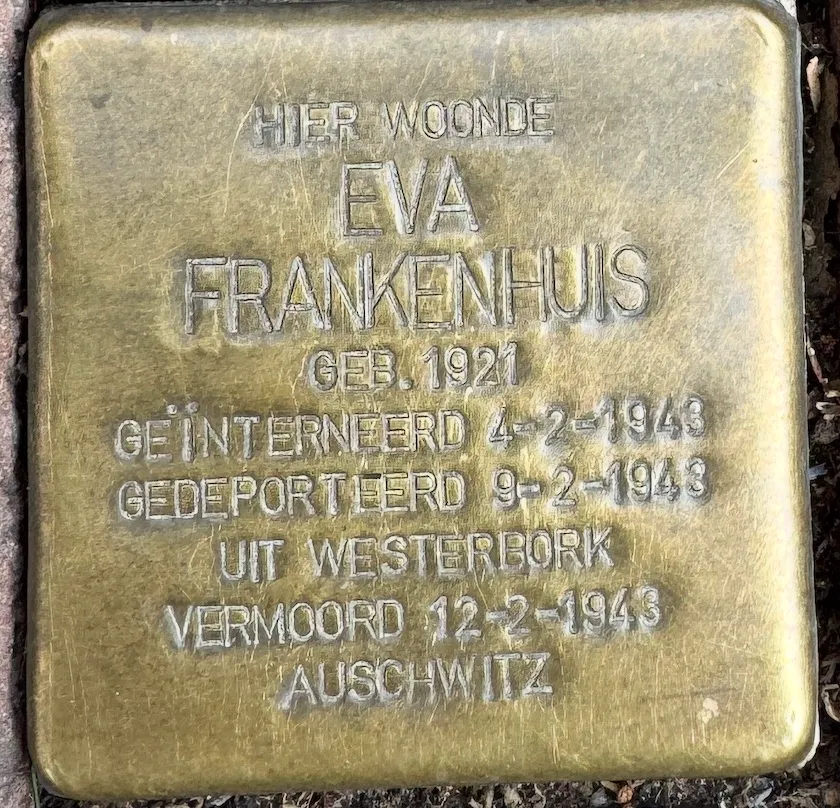 HIER WOONDE
EVA
FRANKENHUIS
GEB. 1921
GEÏNTERNEERD 4-2-1943
GEDEPORTEERD 9-2-1943
UIT WESTERBORK
VERMOORD 12-2-1943
AUSCHWITZ